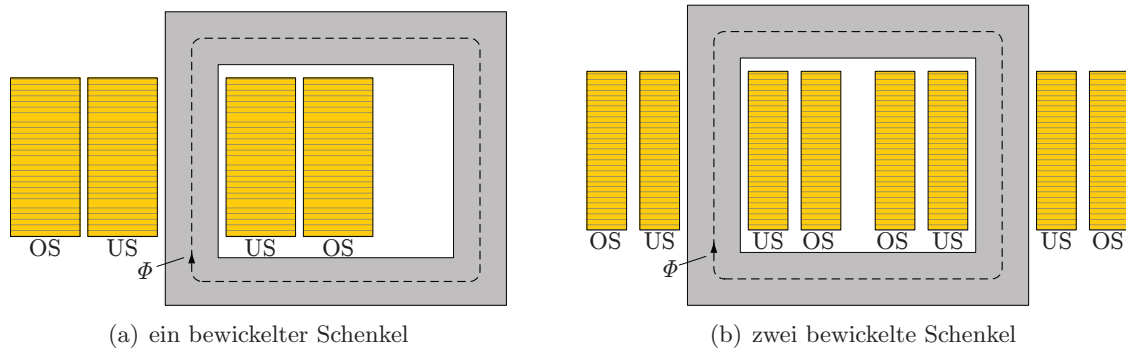 OS US US OS
Φ
(a) ein bewickelter Schenkel
OS US US OS OS US US OS
Φ
(b) zwei bewickelte Schenkel